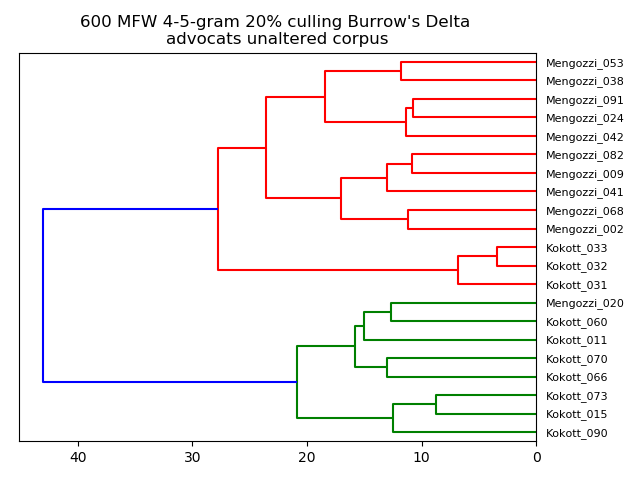 600 MFW 4-5-gram 20% culling Burrow's Delta
advocats unaltered corpus
Mengozzi_053
Mengozzi_038
Mengozzi_091
Mengozzi_024
Mengozzi_042
Mengozzi_082
Mengozzi_009
Mengozzi_041
Mengozzi_068
Mengozzi_002
Kokott_033
Kokott_032
Kokott_031
Mengozzi_020
Kokott_060
Kokott_011
Kokott_070
Kokott_066
Kokott_073
Kokott_015
Kokott_090
40 30 20 10 0